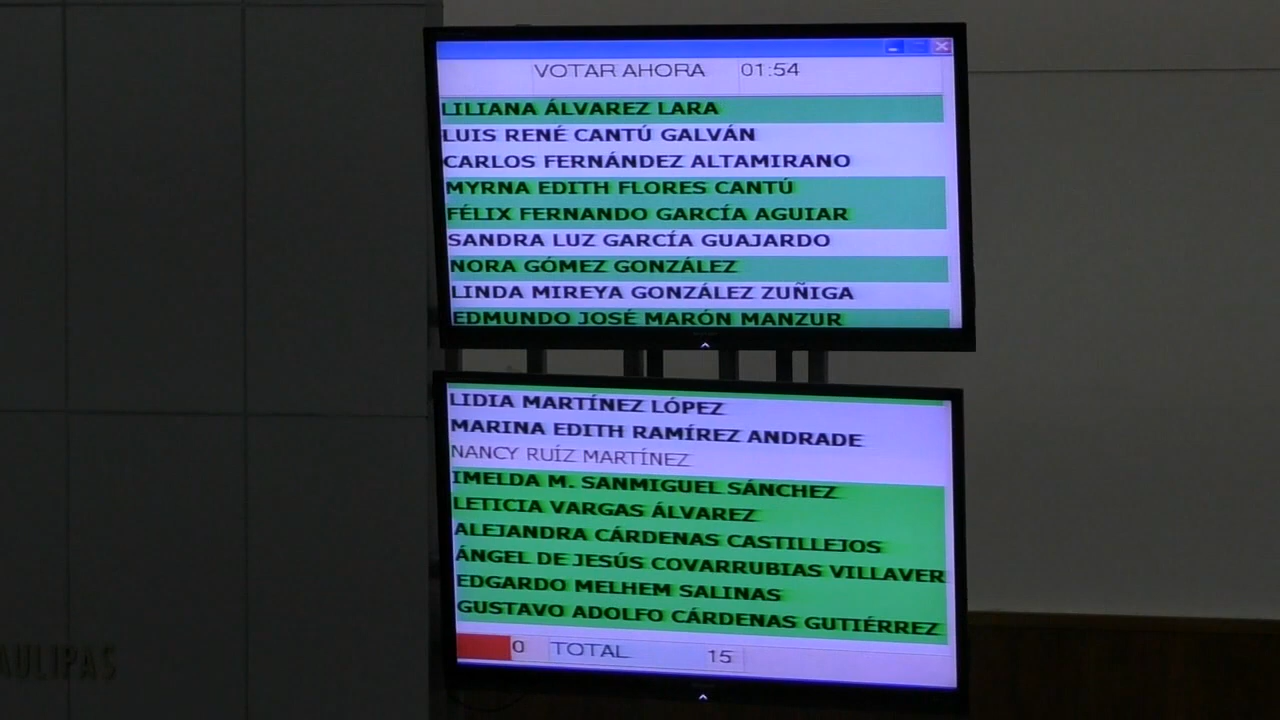 VOTAR AHORA 01:54
LILIANA ÁLVAREZ LARA
LUIS RENÉ CANTÚ GALVÁN
CARLOS FERNÁNDEZ ALTAMIRANO
MYRNA EDITH FLORES CANTÚ
FÉLIX FERNANDO GARCÍA AGUIAR
SANDRA LUZ GARCÍA GUAJARDO
NORA GÓMEZ GONZÁLEZ
LINDA MIREYA GONZÁLEZ ZUÑIGA
EDMUNDO JOSÉ MARÓN MANZUR
LIDIA MARTÍNEZ LÓPEZ
MARINA EDITH RAMÍREZ ANDRADE
NANCY RUÍZ MARTÍNEZ
IMELDA M. SANMIGUEL SÁNCHEZ
LETICIA VARGAS ÁLVAREZ
ALEJANDRA CÁRDENAS CASTILLEJOS
ÁNGEL DE JESÚS COVARRUBIAS VILLAVER
EDGARDO MELHEM SALINAS
GUSTAVO ADOLFO CÁRDENAS GUTIÉRREZ
0 TOTAL 15
AULIPAS